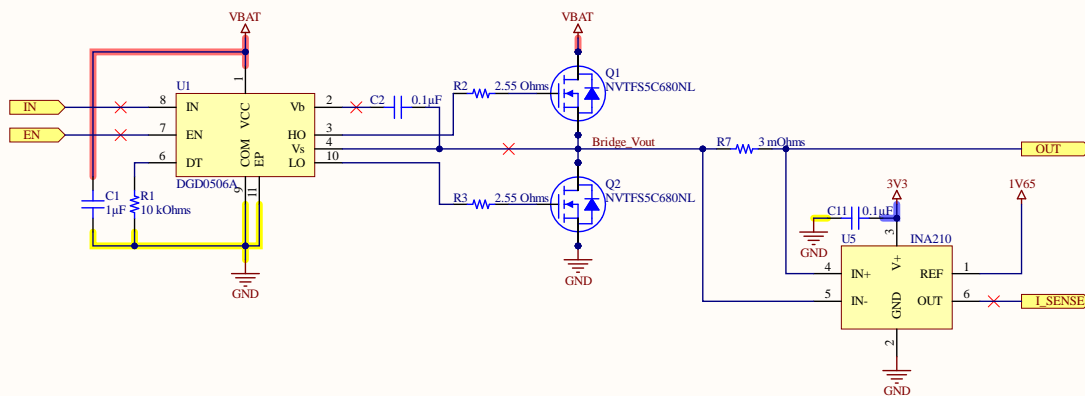 VBAT
VBAT
U1
1
Q1
NVTFS5C680NL
R2
2.55 Ohms
IN
8
IN
VCC
Vb
2
C2
0.1µF
EN
7
EN
HO
3
Vs
4
Bridge_Vout
R7
3 mOhms
OUT
6
DT
COM
EP
LO
10
DGD0506A
9
11
C1
1µF
R1
10 kOhms
R3
2.55 Ohms
Q2
NVTFS5C680NL
3V3
1V65
C11
0.1µF
GND
U5
3
INA210
4
IN+
V+
REF
1
5
IN-
GND
OUT
6
I_SENSE
GND
GND
2
GND